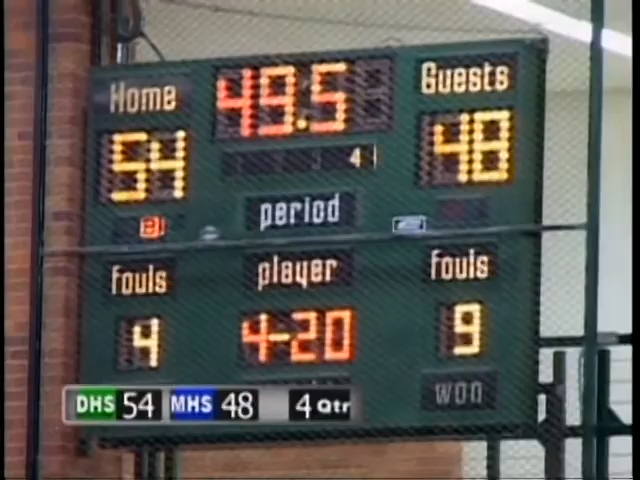 Home 49.5 Guests
54 4 48
period
B
fouls player fouls
4 4-20 9
WON
DHS 54 MHS 48 4 Qtr